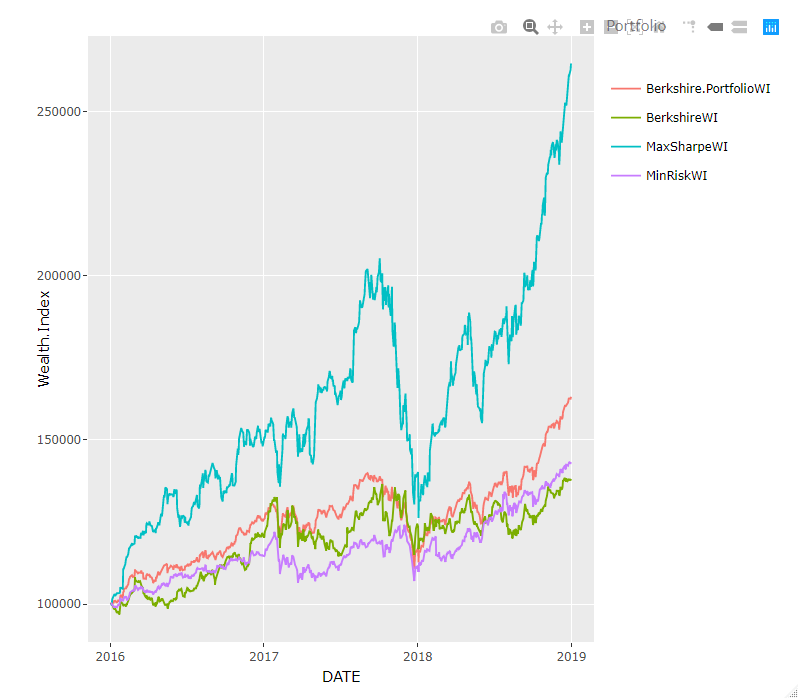 Portfolio
Berkshire.PortfolioWI
BerkshireWI
MaxSharpeWI
MinRiskWI
250000
200000
150000
100000
Wealth.Index
2016 2017 2018 2019
DATE